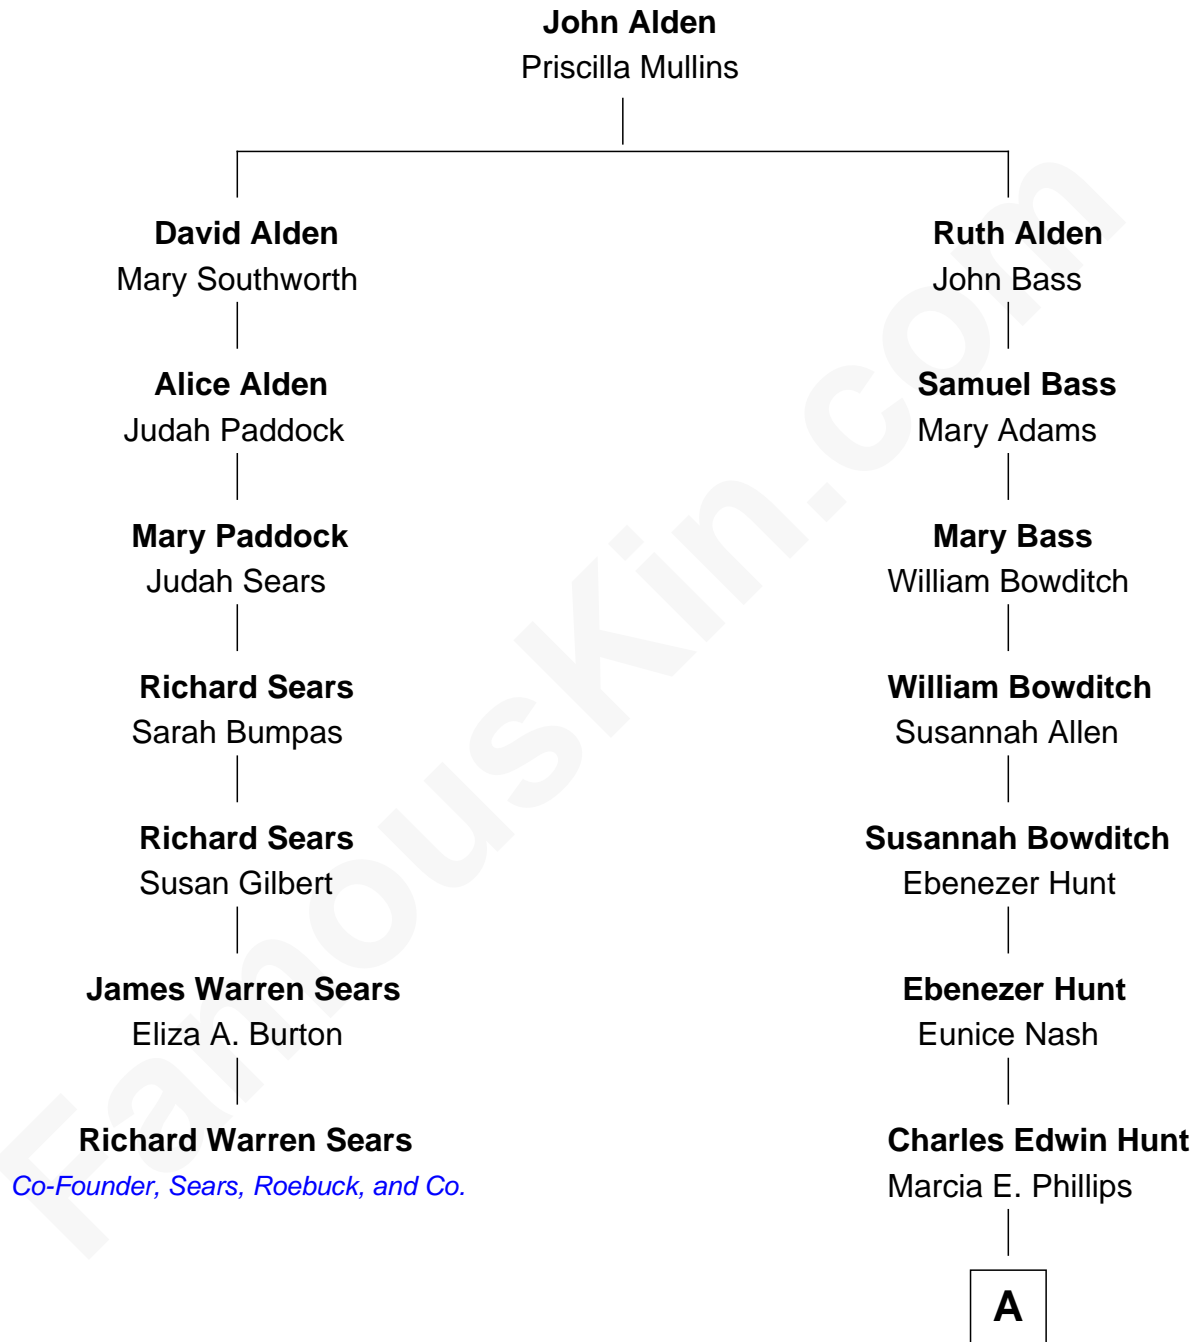 John Alden
Priscilla Mullins
David Alden
Mary Southworth
Ruth Alden
John Bass
Alice Alden
Judah Paddock
Samuel Bass
Mary Adams
Mary Paddock
Judah Sears
Mary Bass
William Bowditch
Richard Sears
Sarah Bumpas
William Bowditch
Susannah Allen
Richard Sears
Susan Gilbert
Susannah Bowditch
Ebenezer Hunt
James Warren Sears
Eliza A. Burton
Ebenezer Hunt
Eunice Nash
Richard Warren Sears
Co-Founder, Sears, Roebuck, and Co.
Charles Edwin Hunt
Marcia E. Phillips
A
FamousKin.com